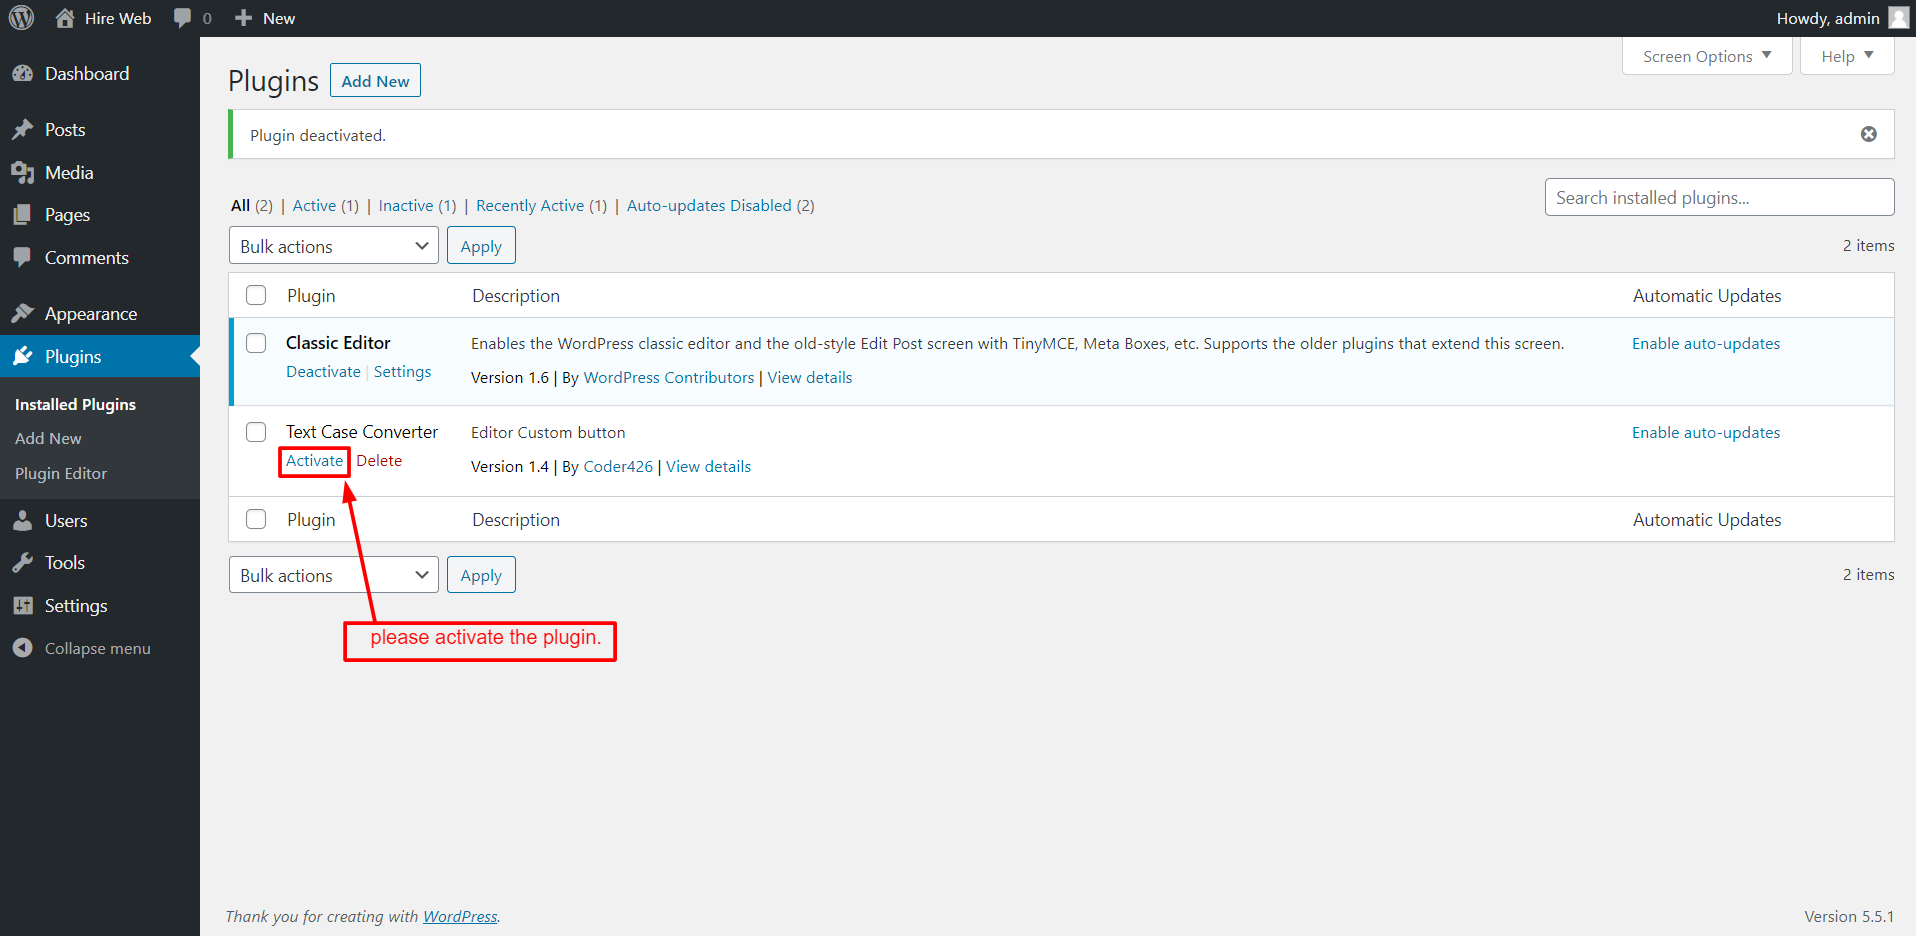 Hire Web 0 New Howdy, admin
Screen Options Help
Dashboard
Posts
Media
Pages
Comments
Appearance
Plugins
Installed Plugins
Add New
Plugin Editor
Users
Tools
Settings
Collapse menu
Plugins Add New
Plugin deactivated.
All (2) | Active (1) | Inactive (1) | Recently Active (1) | Auto-updates Disabled (2)
Search installed plugins...
Bulk actions Apply
2 items
Plugin Description Automatic Updates
Classic Editor
Deactivate | Settings
Enables the WordPress classic editor and the old-style Edit Post screen with TinyMCE, Meta Boxes, etc. Supports the older plugins that extend this screen.
Version 1.6 | By WordPress Contributors | View details
Enable auto-updates
Text Case Converter
Activate Delete
Editor Custom button
Version 1.4 | By Coder426 | View details
Enable auto-updates
Plugin Description Automatic Updates
Bulk actions Apply
2 items
please activate the plugin.
Thank you for creating with WordPress.
Version 5.5.1